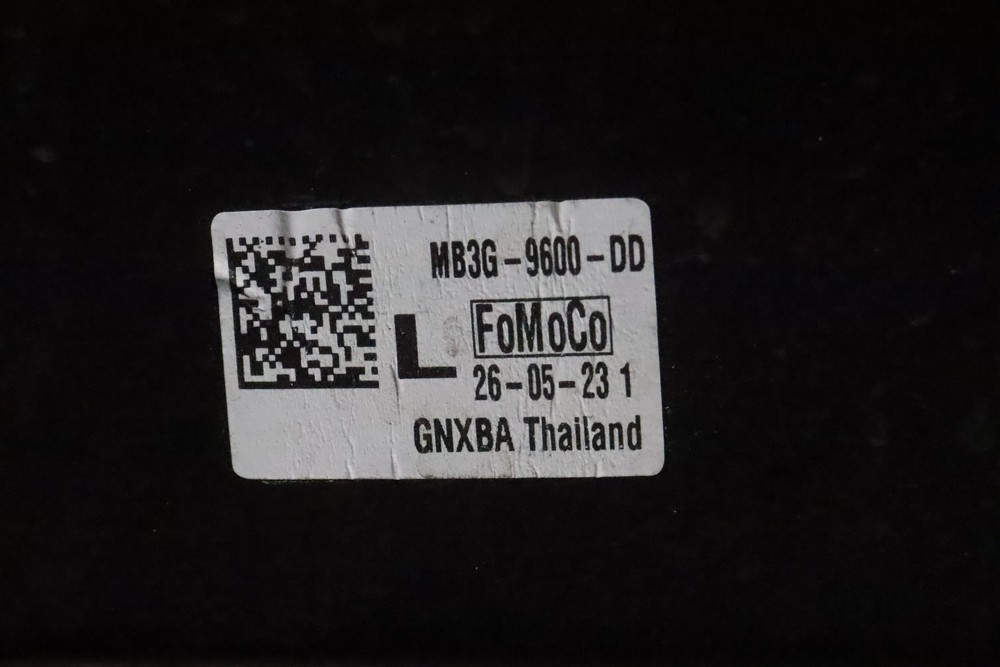 MB3G-9600-DD
L
FoMoCo
26-05-23 1
GNXBA Thailand